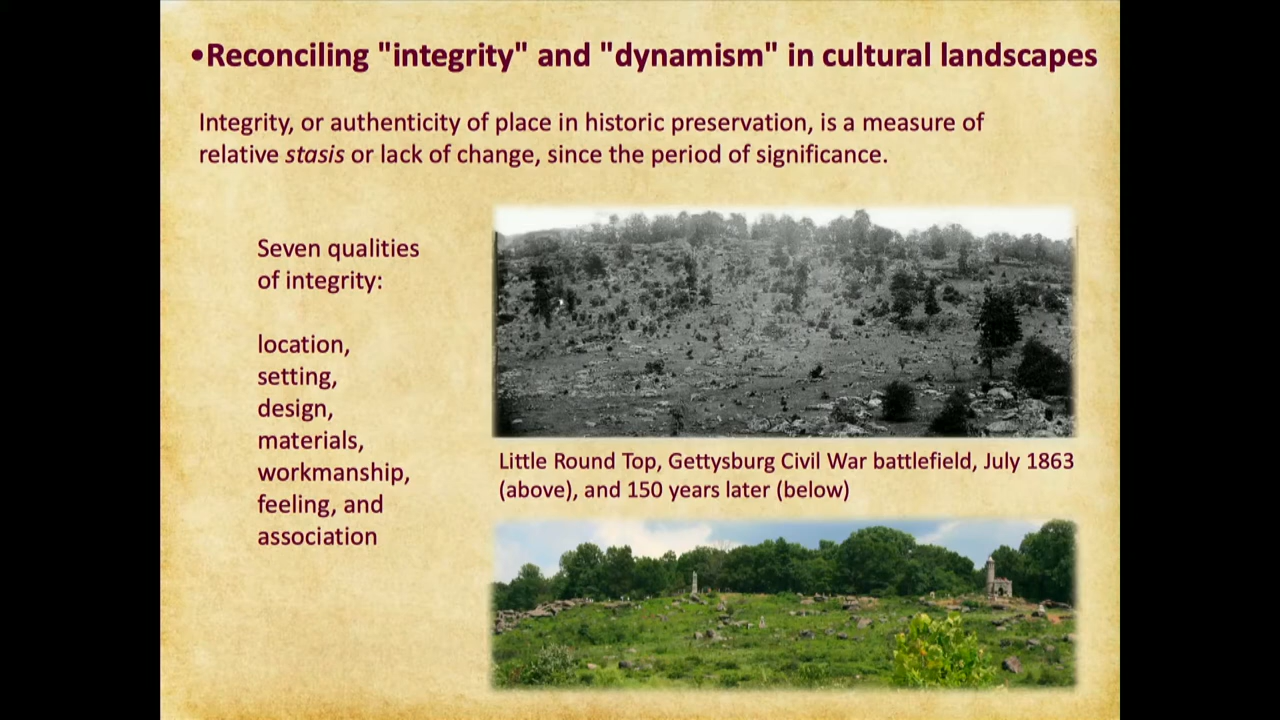 •Reconciling "integrity" and "dynamism" in cultural landscapes
Integrity, or authenticity of place in historic preservation, is a measure of
relative stasis or lack of change, since the period of significance.
Seven qualities
of integrity:
location,
setting,
design,
materials,
workmanship,
feeling, and
association
Little Round Top, Gettysburg Civil War battlefield, July 1863
(above), and 150 years later (below)